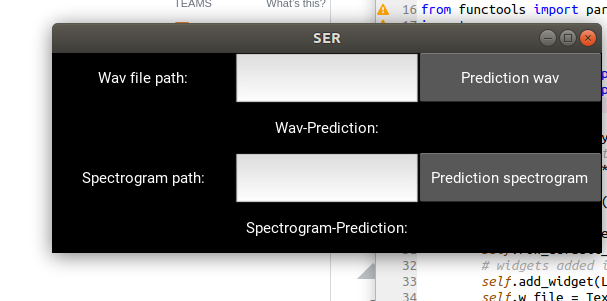 TEAMS What's this?
16 from functools import par
SER
Wav file path: Prediction wav
Wav-Prediction:
Spectrogram path: Prediction spectrogram
Spectrogram-Prediction:
32 # widgets added i
33 self.add_widget(L
34 self.w_file = Tex